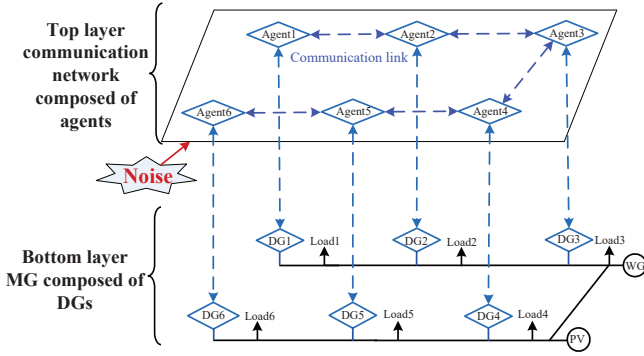 Top layer
communication
network
composed of
agents
Agent1
Agent2
Agent3
Communication link
Agent6
Agent5
Agent4
Noise
Bottom layer
MG composed of
DGs
DG1
Load1
DG2
Load2
DG3
Load3
WG
DG6
Load6
DG5
Load5
DG4
Load4
PV